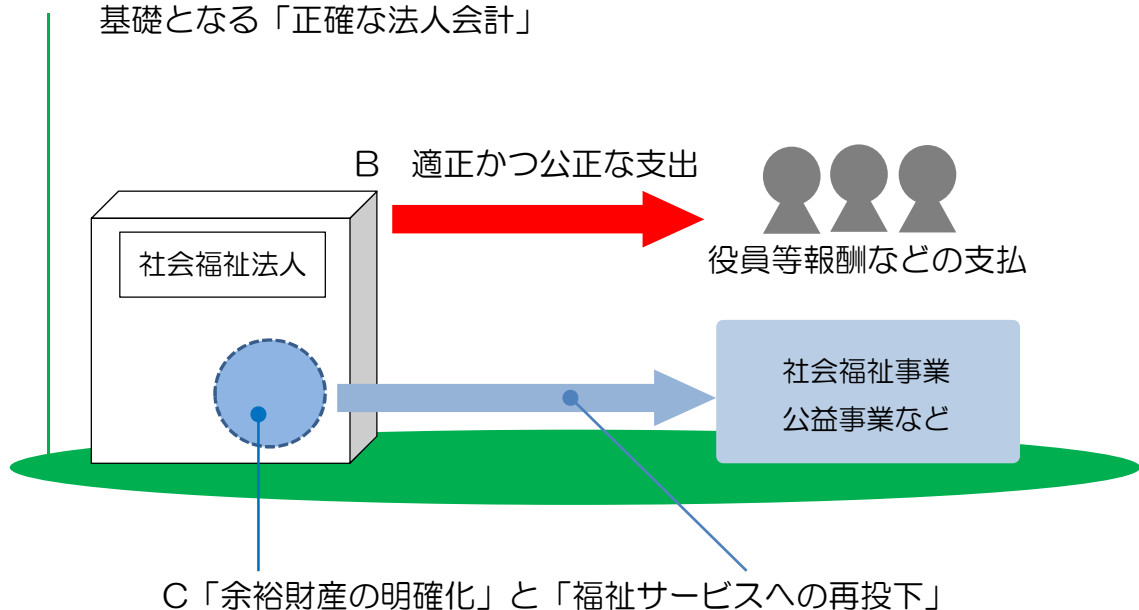 基礎となる「正確な法人会計」
B 適正かつ公正な支出
社会福祉法人
役員等報酬などの支払
社会福祉事業
公益事業など
C「余裕財産の明確化」と「福祉サービスへの再投下」